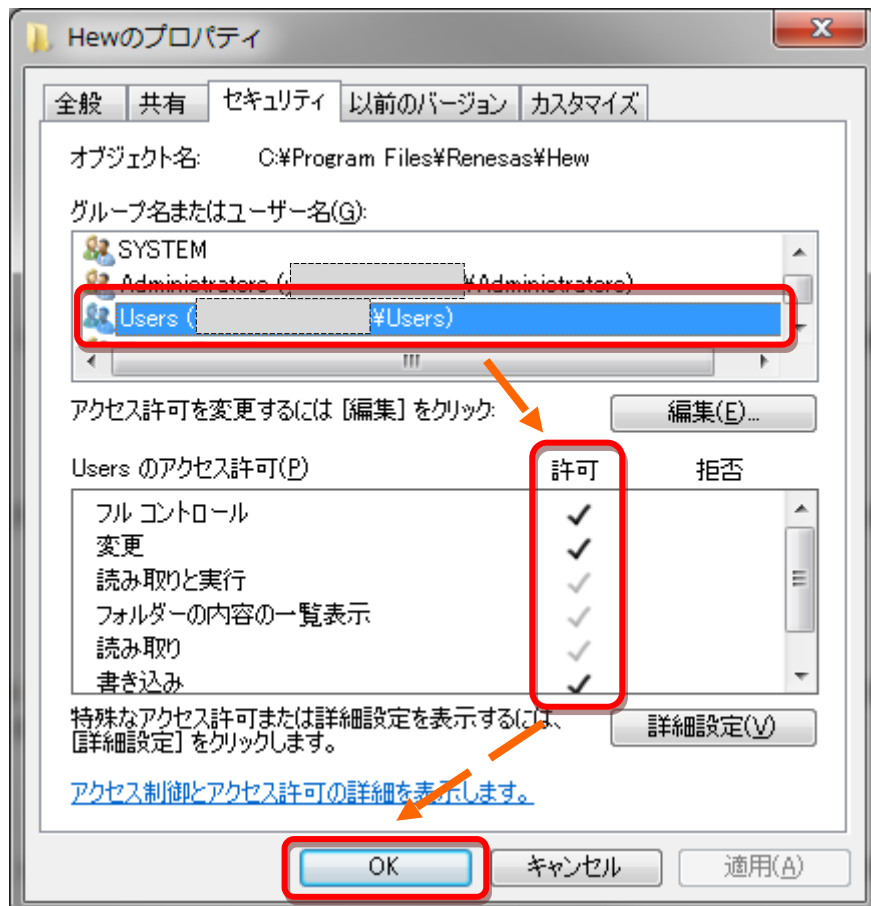 Hewのプロパティ
全般 共有 セキュリティ 以前のバージョン カスタマイズ
オブジェクト名: C:¥Program Files¥Renesas¥Hew
グループ名またはユーザー名(G):
SYSTEM
Administrators ( ¥Administrators)
Users ( ¥Users)
アクセス許可を変更するには [編集] をクリック: 編集(E)...
Users のアクセス許可(P) 許可 拒否
フル コントロール
変更
読み取りと実行
フォルダーの内容の一覧表示
読み取り
書き込み
特殊なアクセス許可または詳細設定を表示するには、
[詳細設定] をクリックします。 詳細設定(V)
アクセス制御とアクセス許可の詳細を表示します。
OK キャンセル 適用(A)